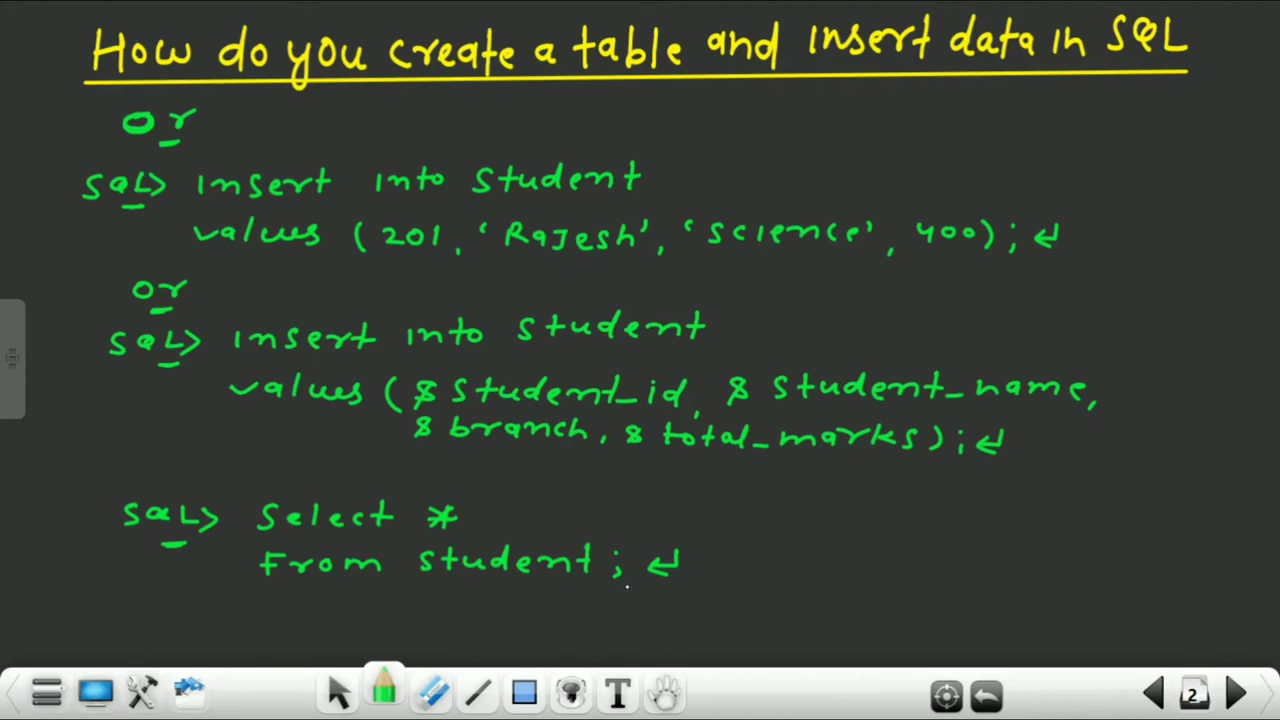 How do you create a table and insert data in SQL
Or
SQL> insert into student
values (201, 'Rajesh', 'science', 400);↵
or
SQL> insert into student
values ($student_id, $student_name,
$branch, $total_marks);↵
SQL> Select *
From student;↵
T
2